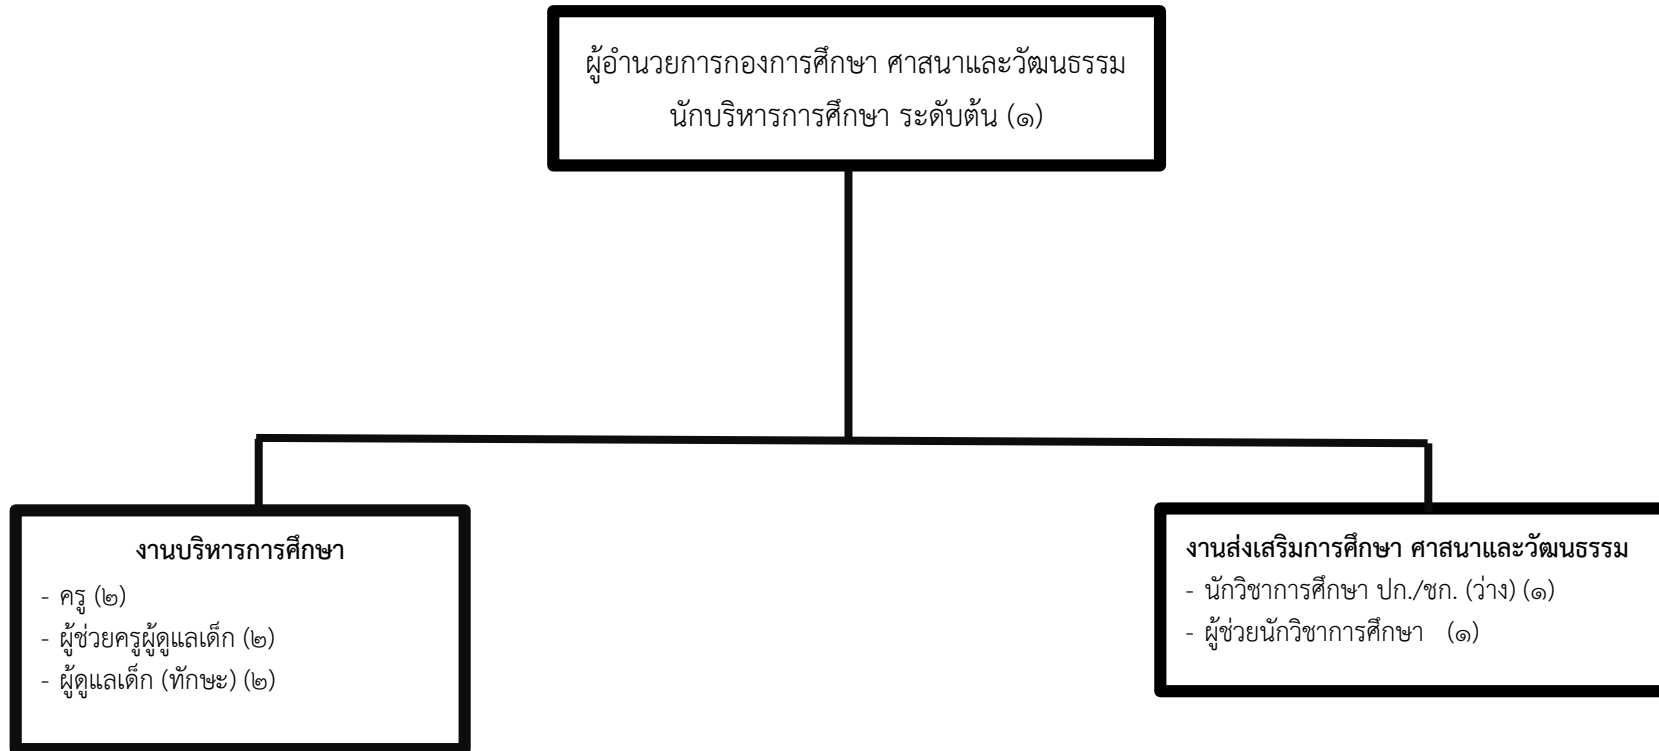 ผู้อำนวยการกองการศึกษา ศาสนาและวัฒนธรรม
นักบริหารการศึกษา ระดับต้น (๑)
งานบริหารการศึกษา
- ครู (๒)
- ผู้ช่วยครูผู้ดูแลเด็ก (๒)
- ผู้ดูแลเด็ก (ทักษะ) (๒)
งานส่งเสริมการศึกษา ศาสนาและวัฒนธรรม
- นักวิชาการศึกษา ปก./ชก. (ว่าง) (๑)
- ผู้ช่วยนักวิชาการศึกษา (๑)